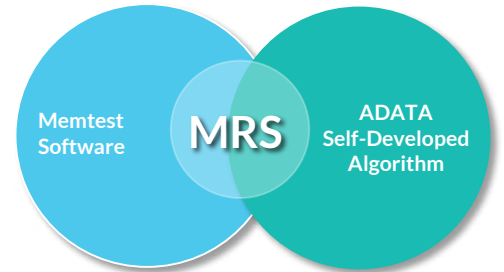 Memtest
Software
MRS
ADATA
Self-Developed
Algorithm